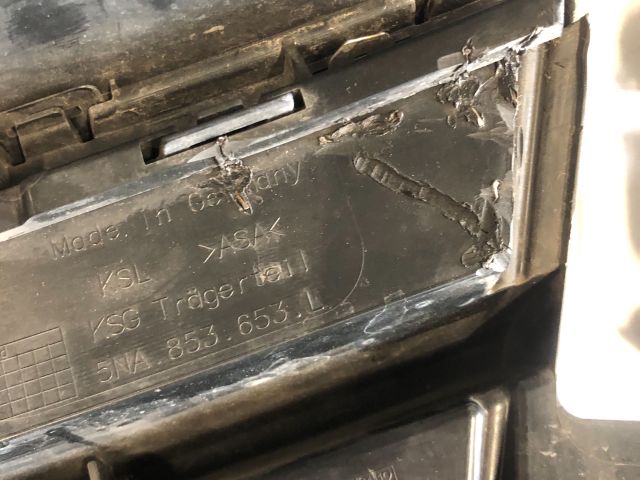 Made in Germany
KSL >ASA<
KSG Trägerteil
5NA.853.653.L